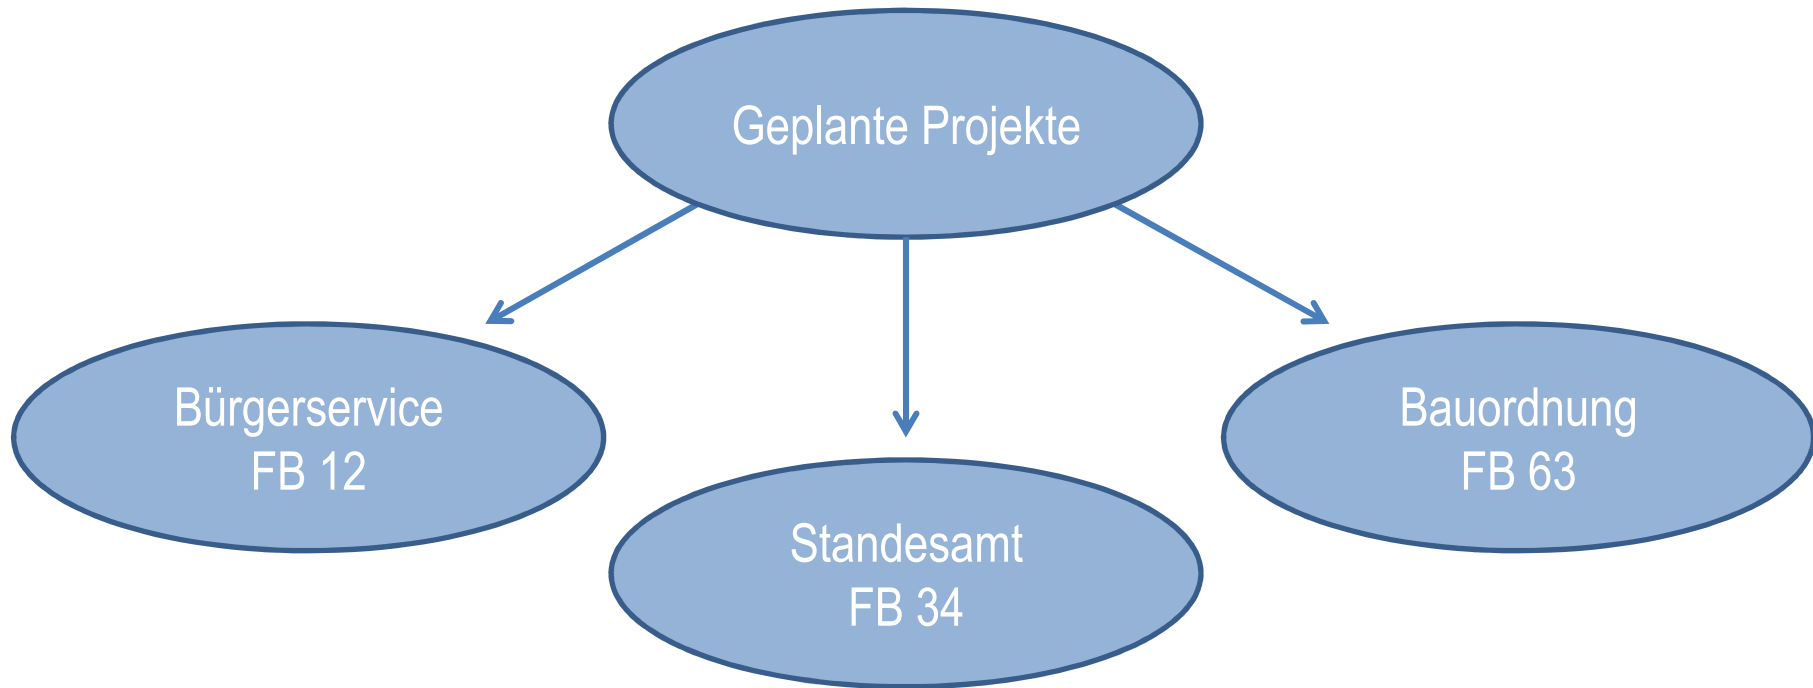 Geplante Projekte
Bürgerservice
FB 12
Standesamt
FB 34
Bauordnung
FB 63